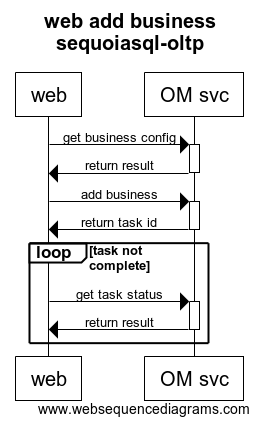 web add business
sequoiasql-oltp
web OM svc
get business config
return result
add business
return task id
loop [task not
complete]
get task status
return result
web OM svc
www.websequencediagrams.com